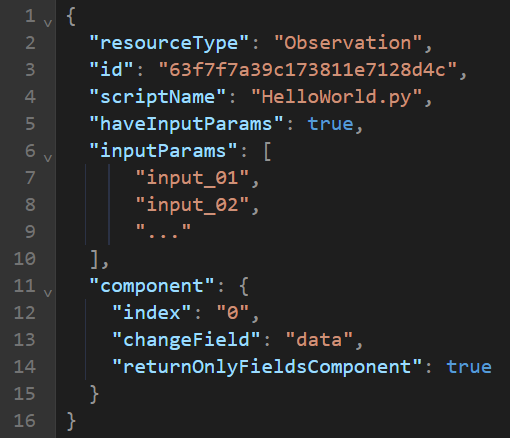 1 {
2 "resourceType": "Observation",
3 "id": "63f7f7a39c173811e7128d4c",
4 "scriptName": "HelloWorld.py",
5 "haveInputParams": true,
6 "inputParams": [
7 "input_01",
8 "input_02",
9 "..."
10 ],
11 "component": {
12 "index": "0",
13 "changeField": "data",
14 "returnOnlyFieldsComponent": true
15 }
16 }